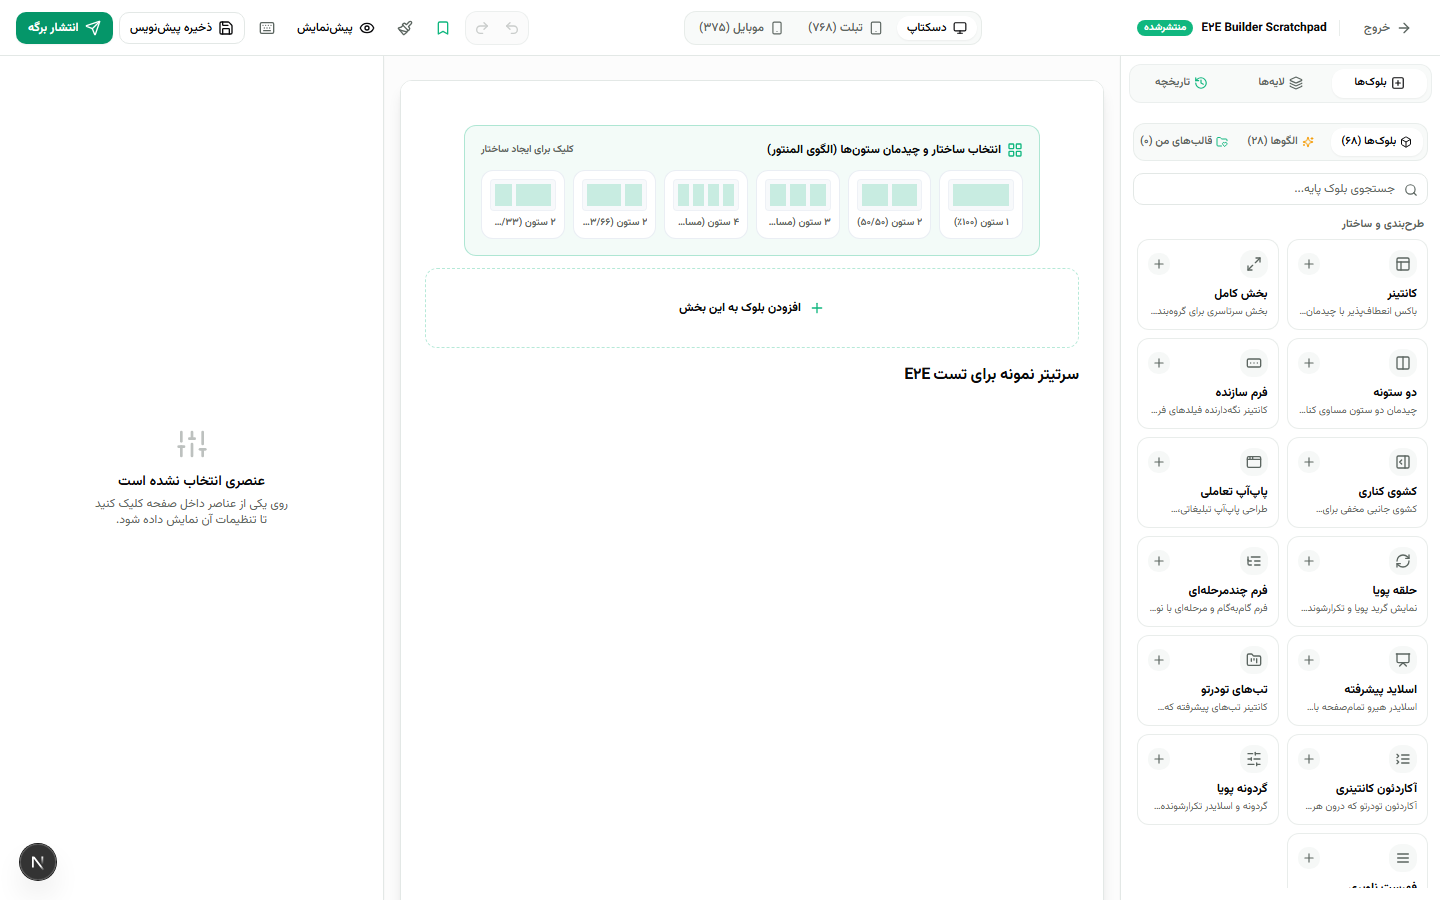 خروج
E۲E Builder Scratchpad
منتشرشده
دسکتاپ
تبلت (۷۶۸)
موبایل (۳۷۵)
پیش‌نمایش
ذخیره پیش‌نویس
انتشار برگه
بلوک‌ها
لایه‌ها
تاریخچه
بلوک‌ها (۶۸)
الگوها (۲۸)
قالب‌های من (۰)
جستجوی بلوک پایه...
طرح‌بندی و ساختار
کانتینر
باکس انعطاف‌پذیر با چیدمان...
بخش کامل
بخش سرتاسری برای گروه‌بند...
دو ستونه
چیدمان دو ستون مساوی کنا...
فرم سازنده
کانتینر نگه‌دارنده فیلدهای فر...
کشوی کناری
کشوی جانبی مخفی برای...
پاپ‌آپ تعاملی
طراحی پاپ‌آپ تبلیغاتی،...
حلقه پویا
نمایش گرید پویا و تکرارشوند...
فرم چندمرحله‌ای
فرم گام‌به‌گام و مرحله‌ای با نو...
اسلاید پیشرفته
اسلایدر هیرو تمام‌صفحه با...
تب‌های تودرتو
کانتینر تب‌های پیشرفته که...
آکاردئون کانتینری
آکاردئون تودرتو که درون هر...
گردونه پویا
گردونه و اسلایدر تکرارشونده...
انتخاب ساختار و چیدمان ستون‌ها (الگوی المنتور)
کلیک برای ایجاد ساختار
۱ ستون (۱۰۰٪)
۲ ستون (۵۰/۵۰)
۳ ستون (مسا...
۴ ستون (مسا...
۲ ستون (۳/۶۶...
۲ ستون (۳۳/...
افزودن بلوک به این بخش
سرتیتر نمونه برای تست E۲E
عنصری انتخاب نشده است
روی یکی از عناصر داخل صفحه کلیک کنید
تا تنظیمات آن نمایش داده شود.
N